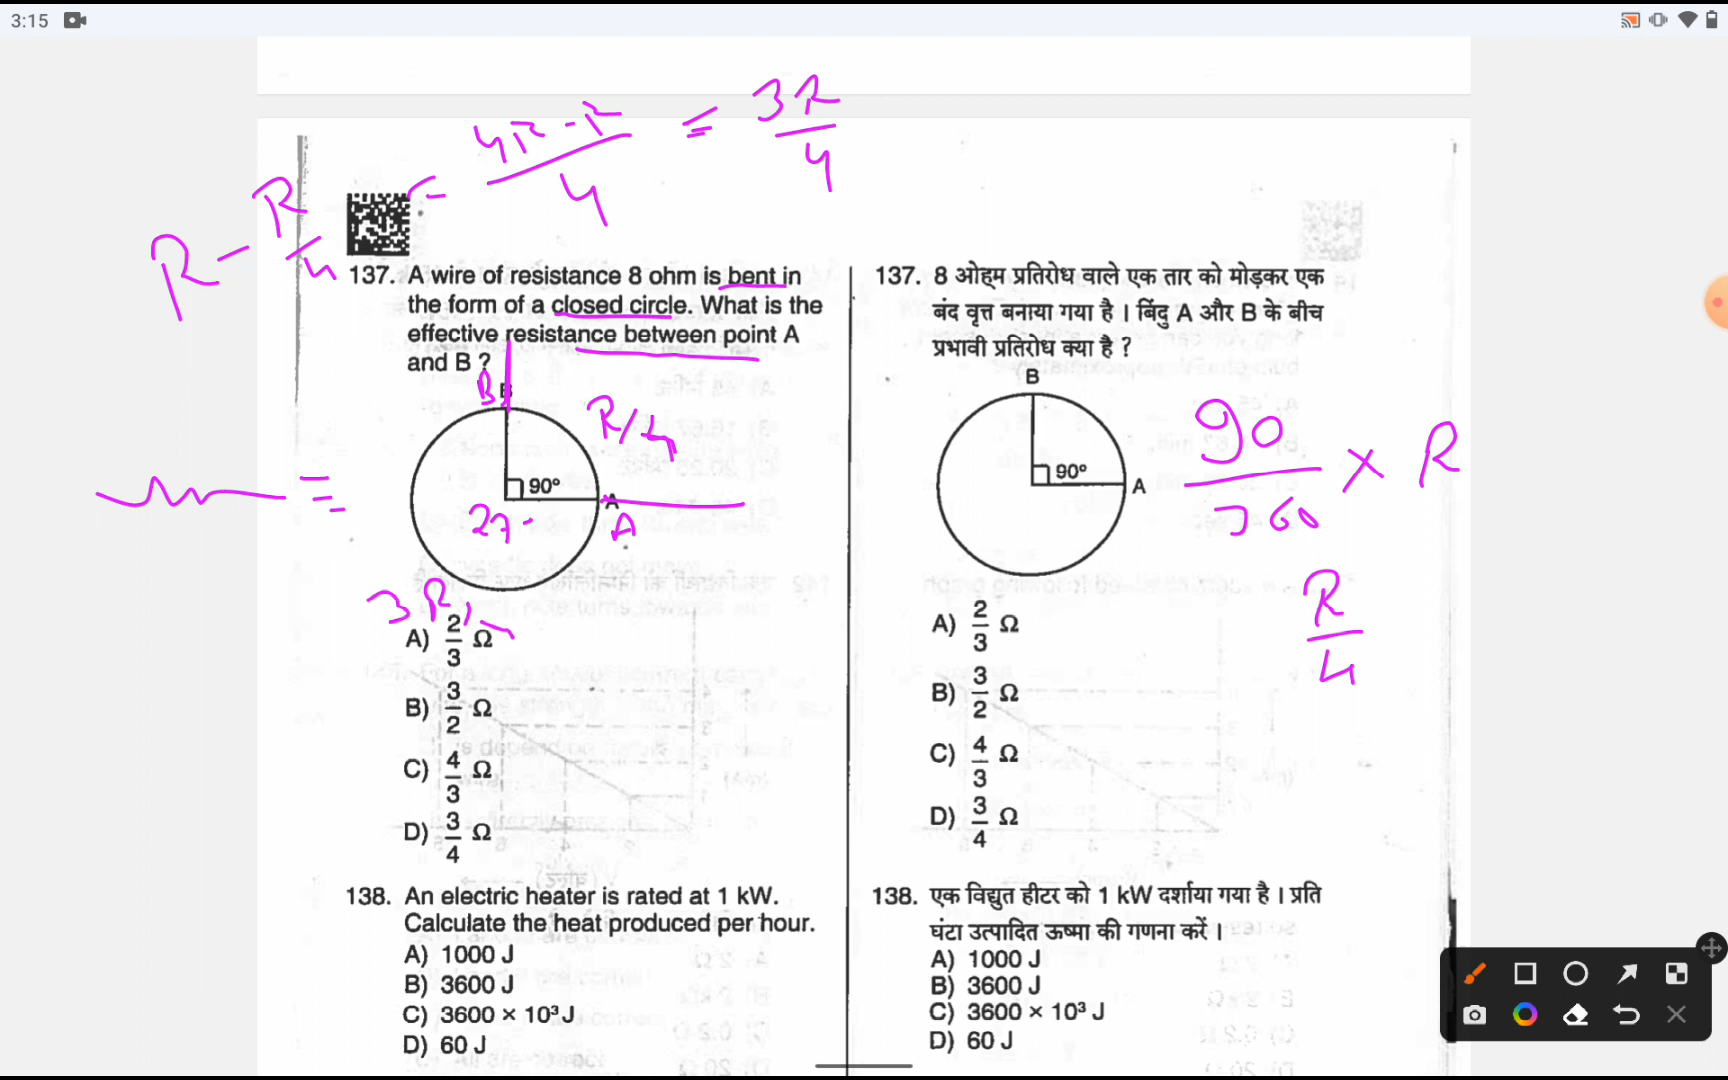 3:15
R - R/4 = 4R - R / 4 = 3R/4
137. A wire of resistance 8 ohm is bent in
the form of a closed circle. What is the
effective resistance between point A
and B ?
B
B
R/4
90°
A
A
27
3R/
A) 2/3 Ω
B) 3/2 Ω
C) 4/3 Ω
D) 3/4 Ω
138. An electric heater is rated at 1 kW.
Calculate the heat produced per hour.
A) 1000 J
B) 3600 J
C) 3600 × 10³ J
D) 60 J
137. 8 ओहम प्रतिरोध वाले एक तार को मोड़कर एक
बंद वृत्त बनाया गया है । बिंदु A और B के बीच
प्रभावी प्रतिरोध क्या है ?
B
90°
A
90/360 × R
R/4
A) 2/3 Ω
B) 3/2 Ω
C) 4/3 Ω
D) 3/4 Ω
138. एक विद्युत हीटर को 1 kW दर्शाया गया है । प्रति
घंटा उत्पादित ऊष्मा की गणना करें ।
A) 1000 J
B) 3600 J
C) 3600 × 10³ J
D) 60 J